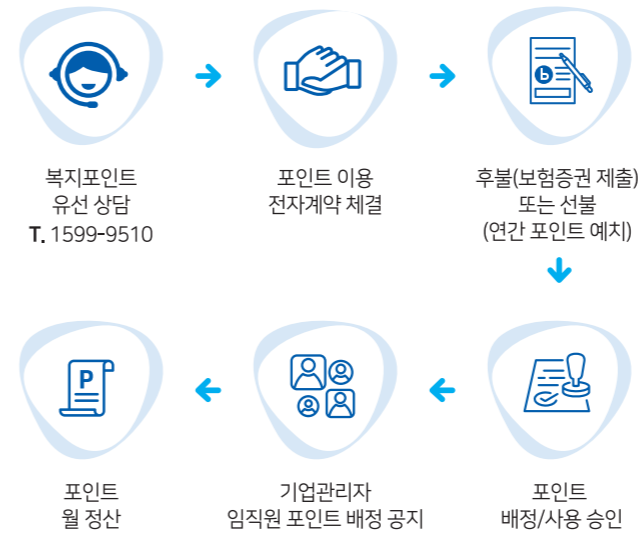 복지포인트
유선 상담
T. 1599-9510
포인트 이용
전자계약 체결
b
후불(보험증권 제출)
또는 선불
(연간 포인트 예치)
포인트
배정/사용 승인
기업관리자
임직원 포인트 배정 공지
P
포인트
월 정산